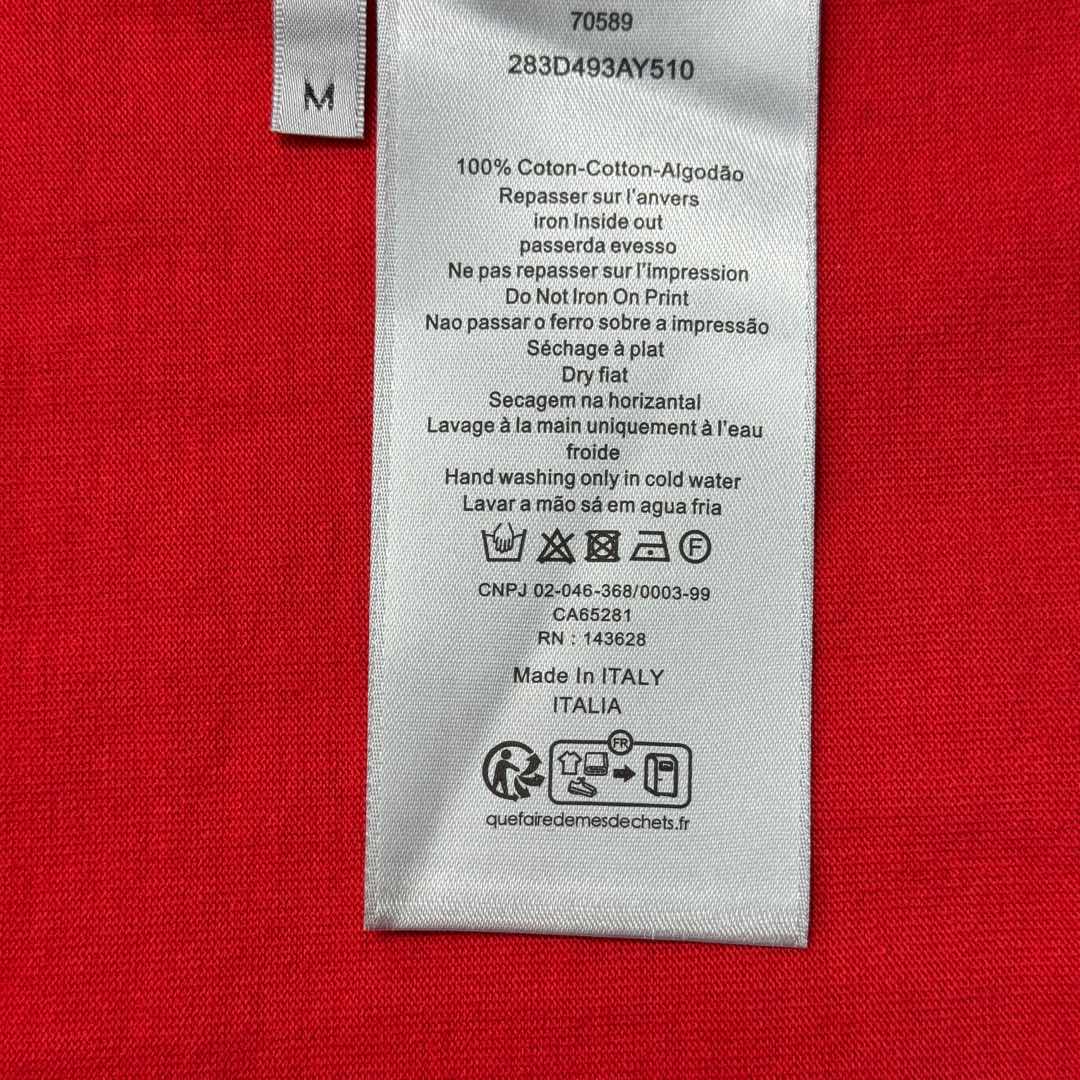 M
70589
283D493AY510
100% Coton-Cotton-Algodão
Repasser sur l'anvers
iron Inside out
passerda evesso
Ne pas repasser sur l'impression
Do Not Iron On Print
Nao passar o ferro sobre a impressão
Séchage à plat
Dry fiat
Secagem na horizantal
Lavage à la main uniquement à l'eau
froide
Hand washing only in cold water
Lavar a mão sá em agua fria
F
CNPJ 02-046-368/0003-99
CA65281
RN : 143628
Made In ITALY
ITALIA
FR
quefairedemesdechets.fr